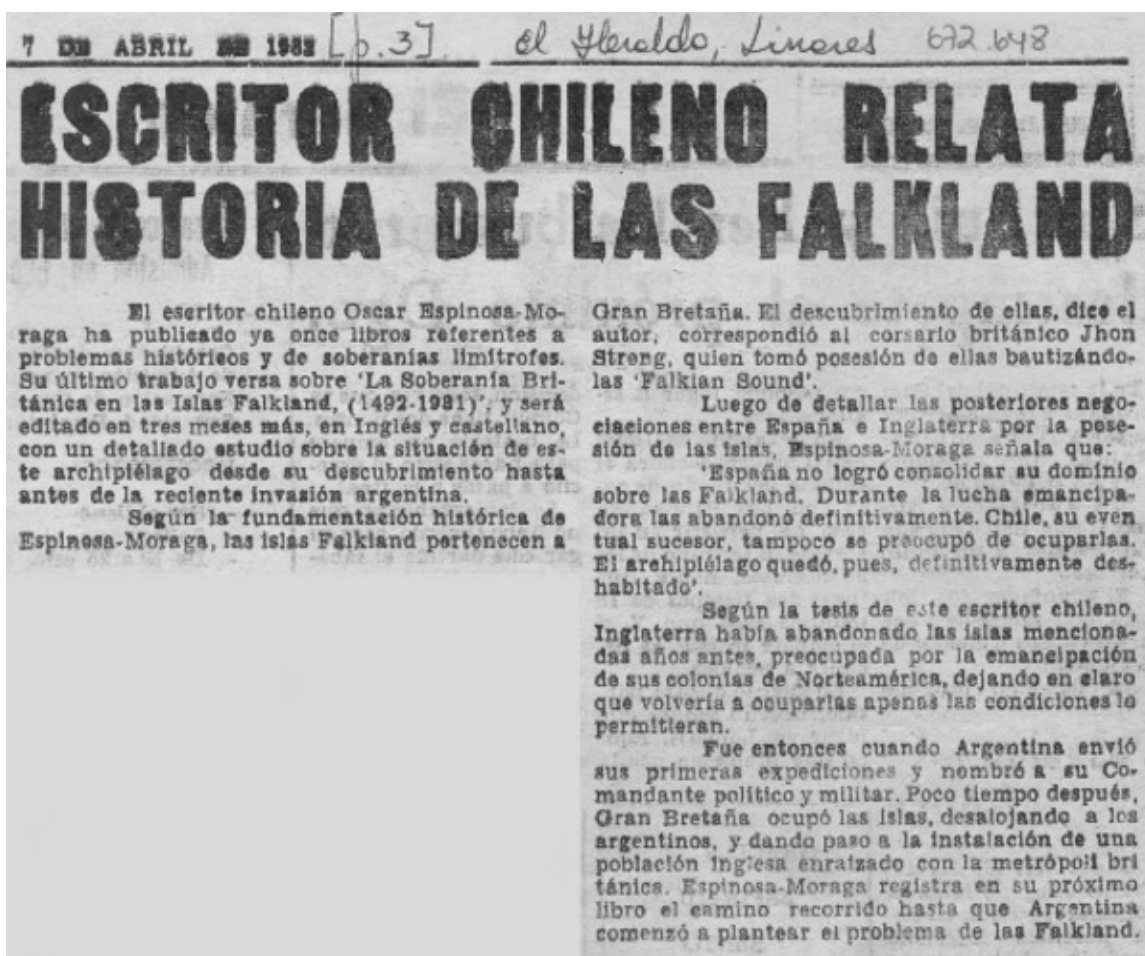 7 DE ABRIL DE 1982 [p. 3] El Heraldo, Linares 672.648
ESCRITOR CHILENO RELATA
HISTORIA DE LAS FALKLAND
El escritor chileno Oscar Espinosa-Mo-
raga ha publicado ya once libros referentes a
problemas históricos y de soberanías limítrofes.
Su último trabajo versa sobre 'La Soberanía Bri-
tánica en las Islas Falkland, (1492-1981)'. y será
editado en tres meses más, en Inglés y castellano,
con un detallado estudio sobre la situación de es-
te archipiélago desde su descubrimiento hasta
antes de la reciente invasión argentina.
Según la fundamentación histórica de
Espinosa-Moraga, las islas Falkland pertenecen a
Gran Bretaña. El descubrimiento de ellas, dice el
autor, correspondió al corsario británico Jhon
Streng, quien tomó posesión de ellas bautizándo-
las 'Falkian Sound'.
Luego de detallar las posteriores nego-
ciaciones entre España e Inglaterra por la pose-
sión de las islas, Espinosa-Moraga señala que:
'España no logró consolidar su dominio
sobre las Falkland. Durante la lucha emancipa-
dora las abandonó definitivamente. Chile, su even
tual sucesor, tampoco se preocupó de ocuparlas.
El archipiélago quedó, pues, definitivamente des-
habitado'.
Según la tesis de este escritor chileno,
Inglaterra había abandonado las islas menciona-
das años antes, preocupada por la emancipación
de sus colonias de Norteamérica, dejando en claro
que volvería a ocuparlas apenas las condiciones lo
permitieran.
Fue entonces cuando Argentina envió
sus primeras expediciones y nombró a su Co-
mandante político y militar. Poco tiempo después,
Gran Bretaña ocupó las islas, desalojando a los
argentinos, y dando paso a la instalación de una
población inglesa enraizado con la metrópoli bri
tánica. Espinosa-Moraga registra en su próximo
libro el camino recorrido hasta que Argentina
comenzó a plantear el problema de las Falkland.